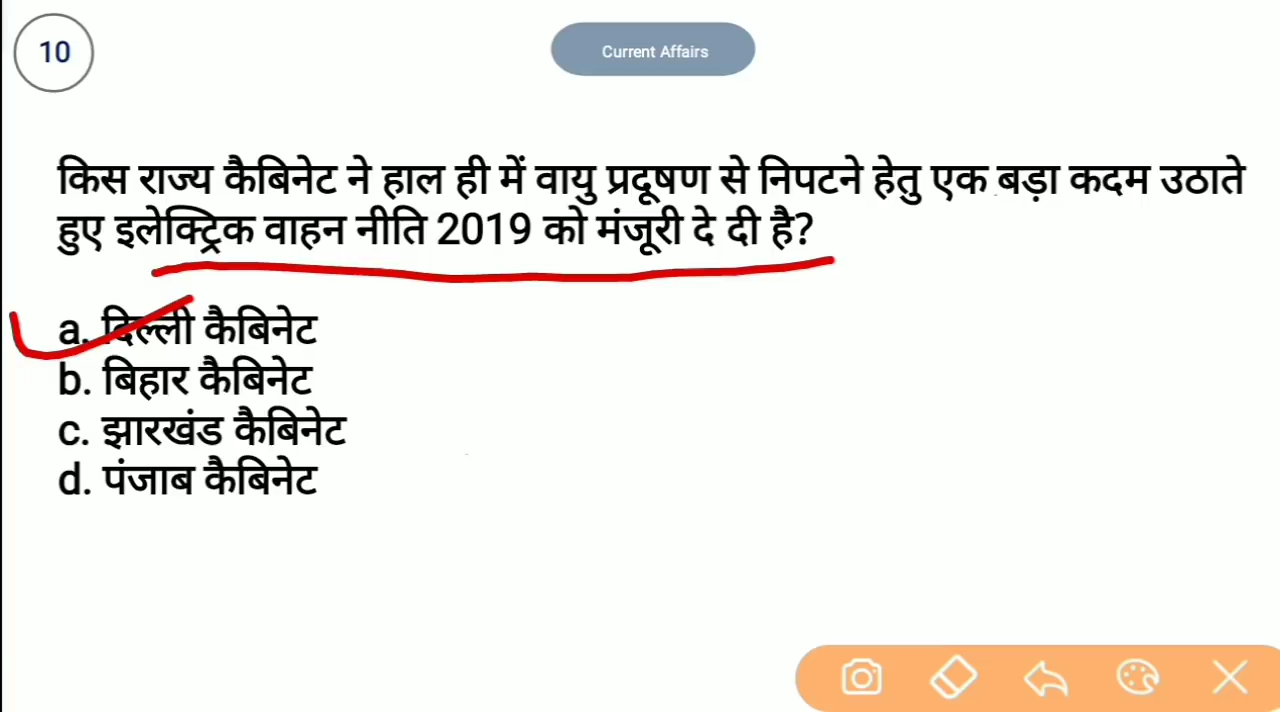 10
Current Affairs
किस राज्य कैबिनेट ने हाल ही में वायु प्रदूषण से निपटने हेतु एक बड़ा कदम उठाते
हुए इलेक्ट्रिक वाहन नीति 2019 को मंजूरी दे दी है?
a. दिल्ली कैबिनेट
b. बिहार कैबिनेट
c. झारखंड कैबिनेट
d. पंजाब कैबिनेट